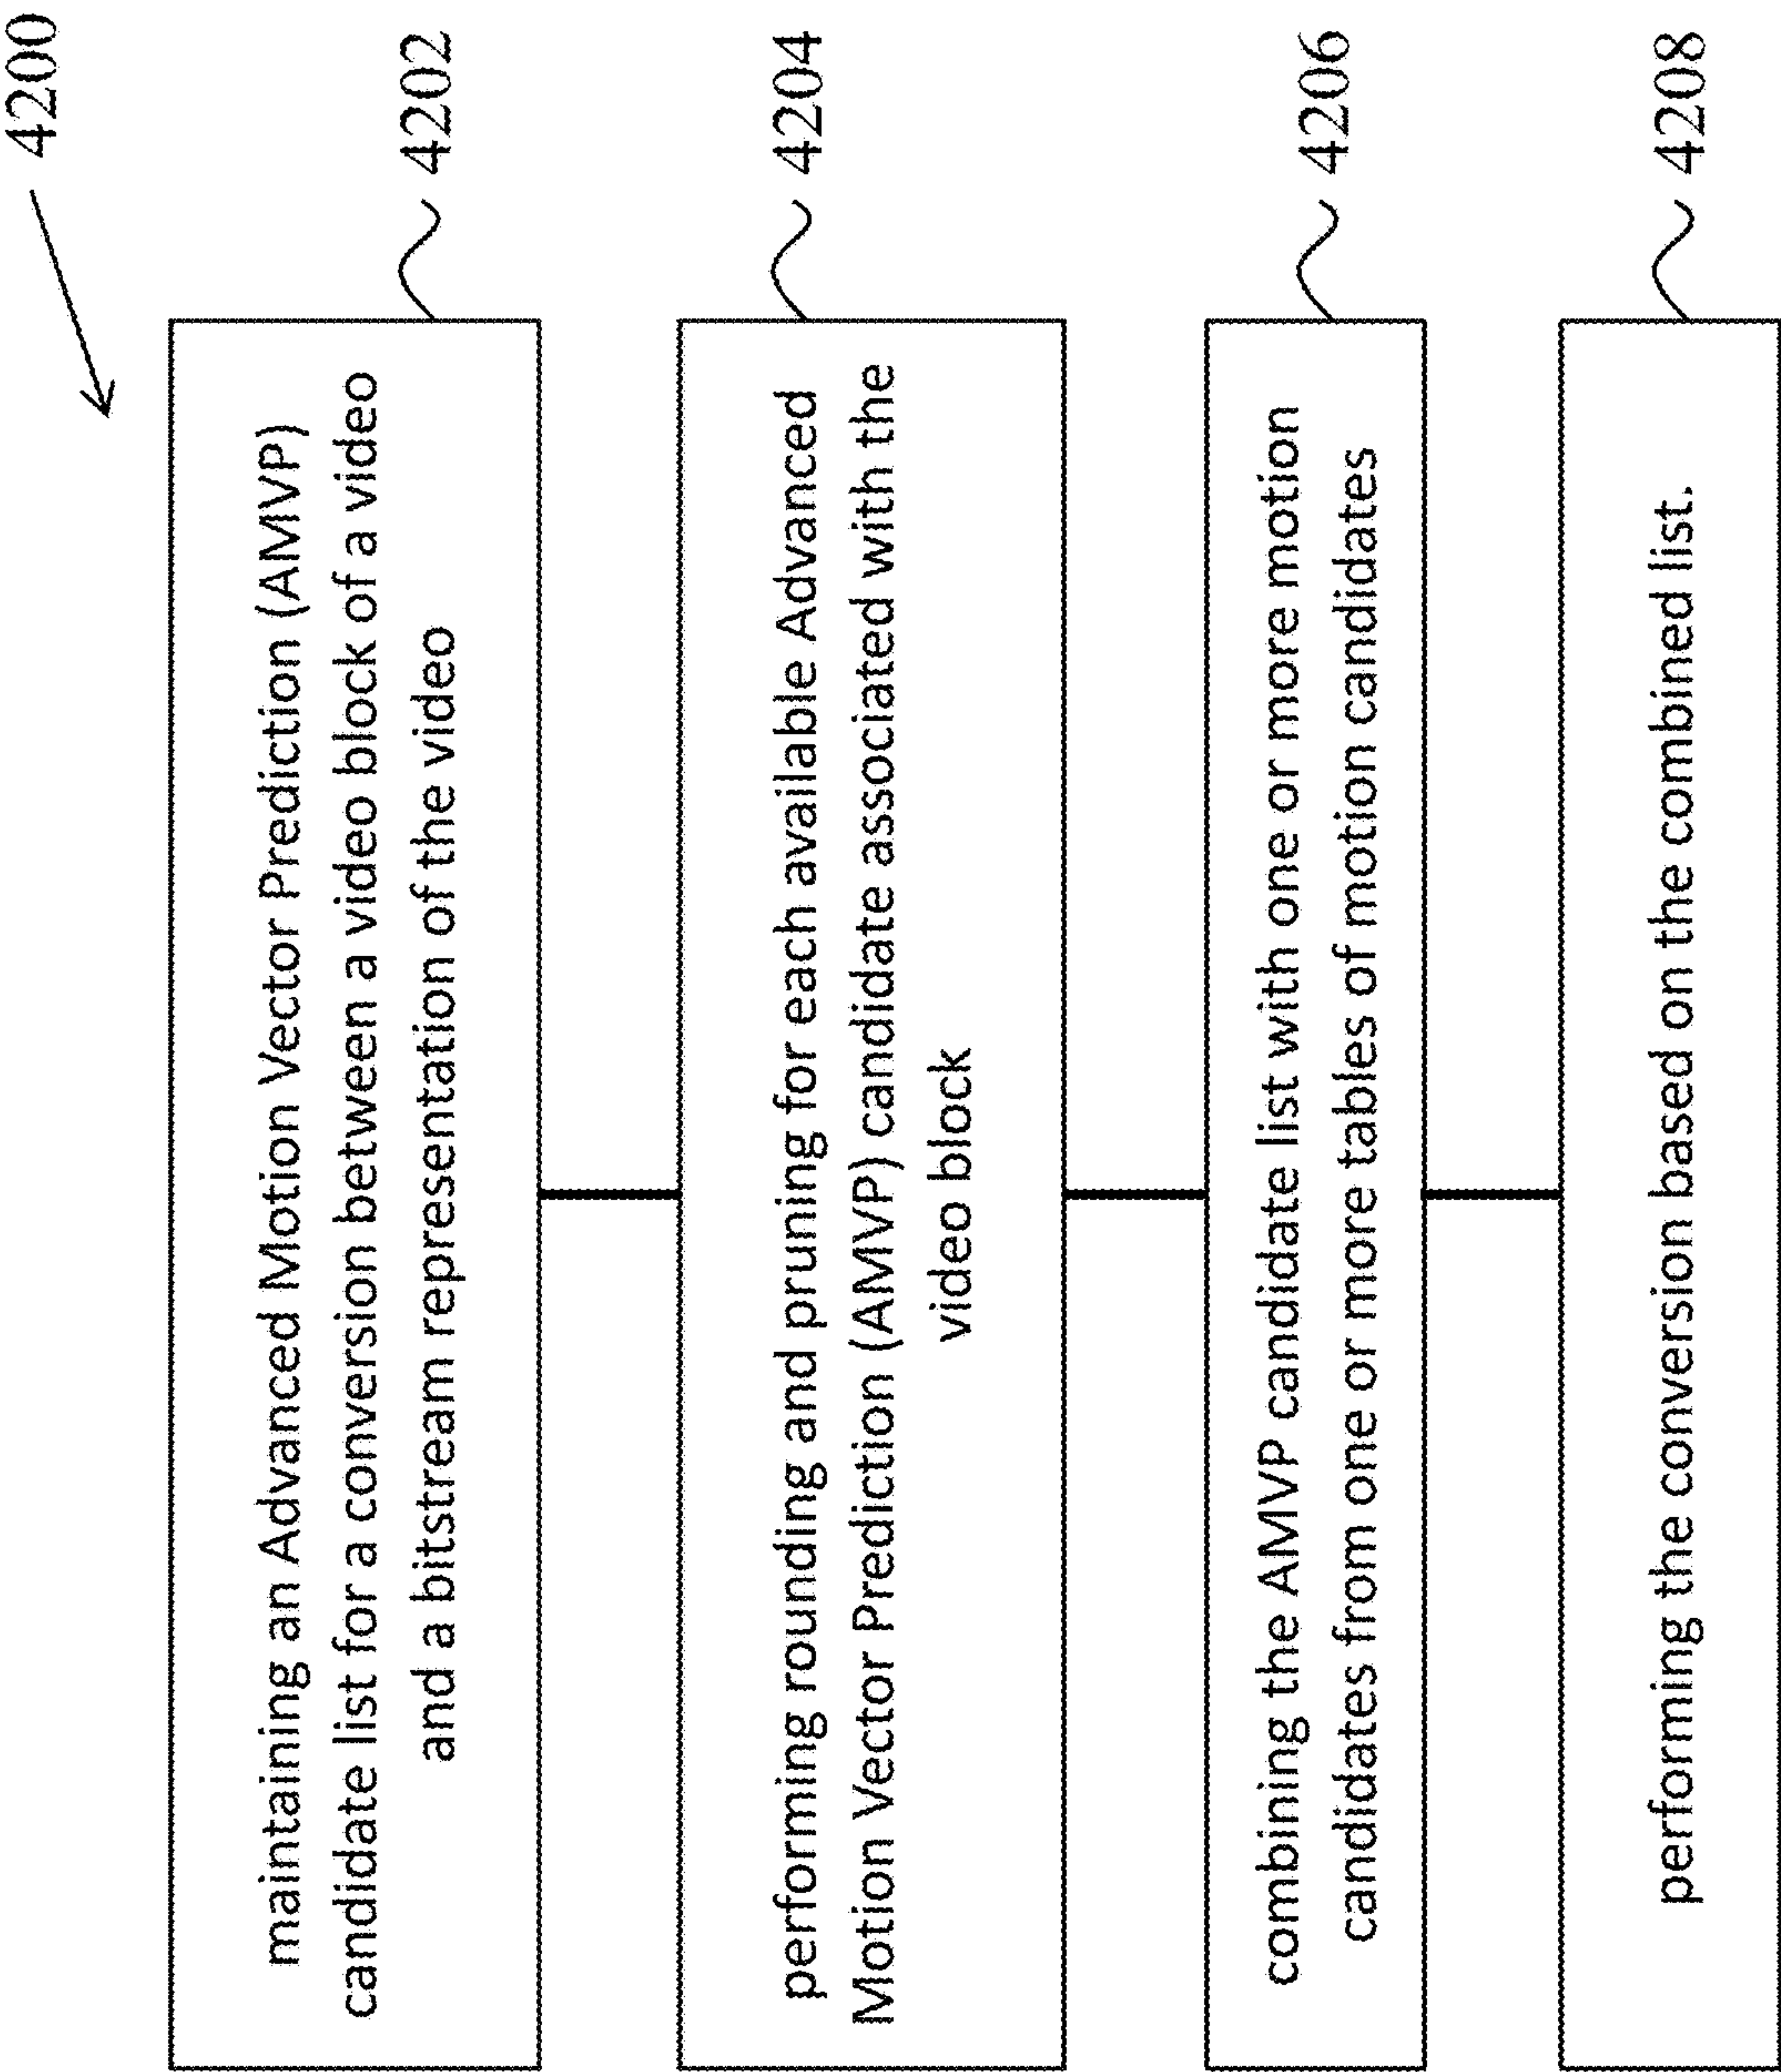 4200
maintaining an Advanced Motion Vector Prediction (AMVP)
candidate list for a conversion between a video block of a video
and a bitstream representation of the video
4202
performing rounding and pruning for each available Advanced
Motion Vector Prediction (AMVP) candidate associated with the
video block
4204
combining the AMVP candidate list with one or more motion
candidates from one or more tables of motion candidates
4206
performing the conversion based on the combined list.
4208